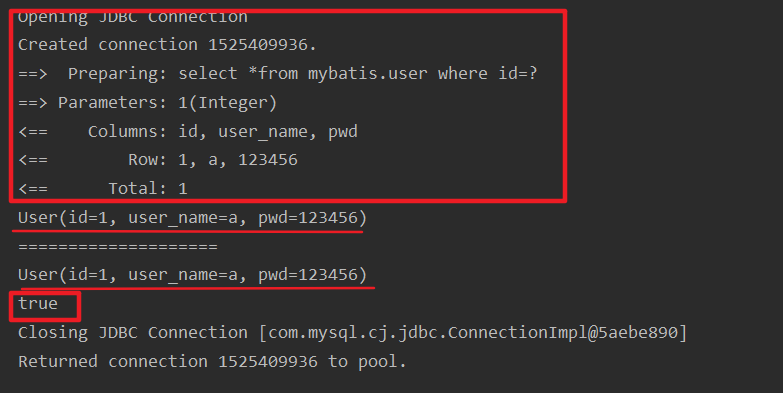 Opening JDBC Connection
Created connection 1525409936.
==>  Preparing: select *from mybatis.user where id=?
==> Parameters: 1(Integer)
<==    Columns: id, user_name, pwd
<==        Row: 1, a, 123456
<==      Total: 1
User(id=1, user_name=a, pwd=123456)
====================
User(id=1, user_name=a, pwd=123456)
true
Closing JDBC Connection [com.mysql.cj.jdbc.ConnectionImpl@5aebe890]
Returned connection 1525409936 to pool.